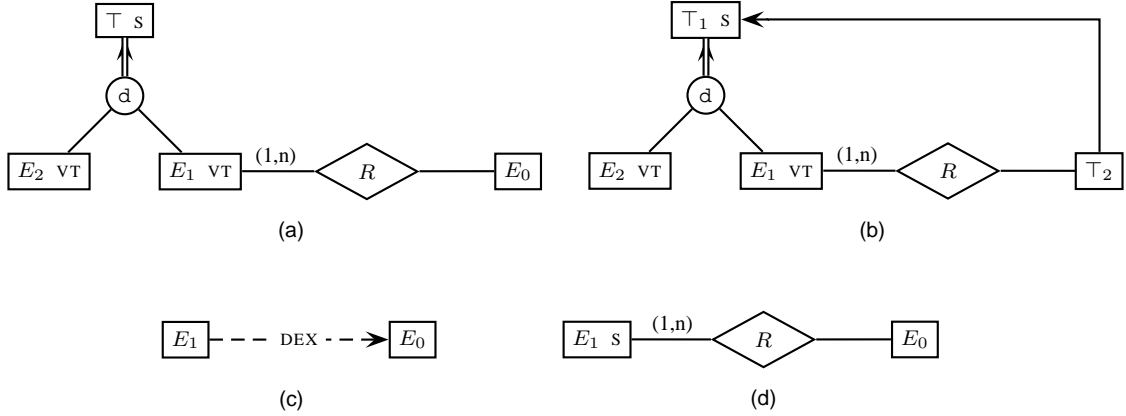 ⊤ S
⊤₁ S
d
d
E₂ VT
E₁ VT
(1,n)
R
E₀
E₂ VT
E₁ VT
(1,n)
R
⊤₂
(a)
(b)
E₁
DEX
E₀
E₁ S
(1,n)
R
E₀
(c)
(d)